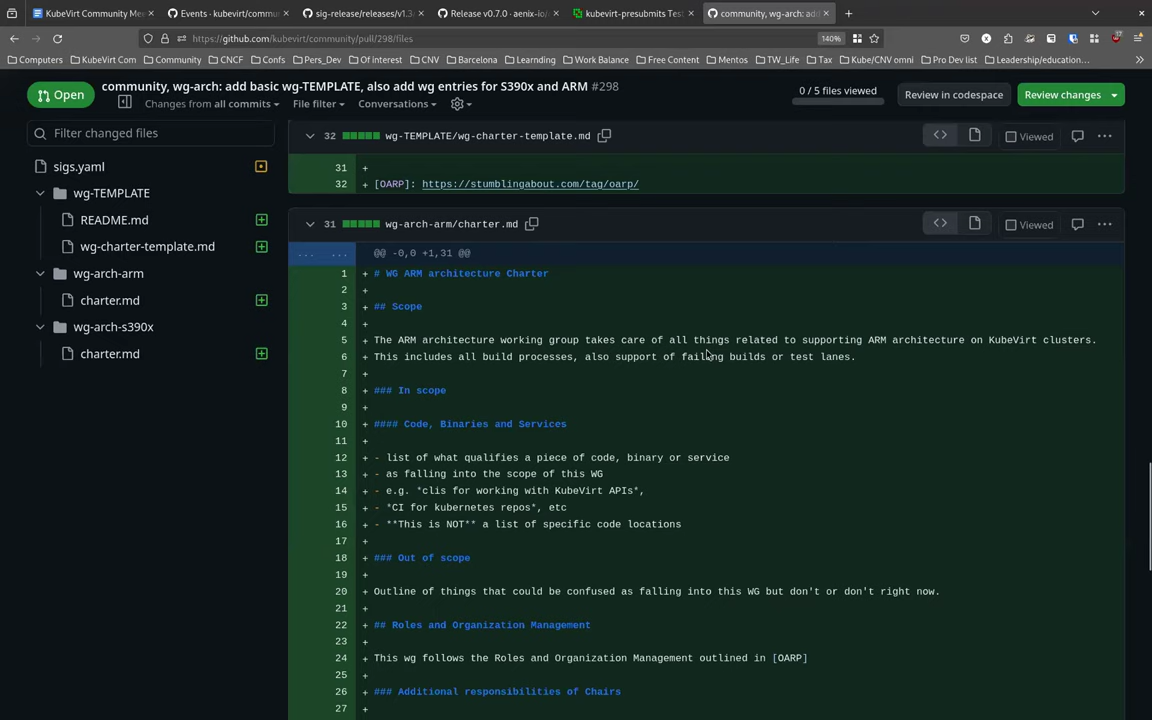 KubeVirt Community Mee
Events · kubevirt/commu
sig-release/releases/v1.3
Release v0.7.0 · aenix-io/
kubevirt-presubmits Test
community, wg-arch: add
https://github.com/kubevirt/community/pull/298/files
140%
17
Computers
KubeVirt Com
Community
CNCF
Confs
Pers_Dev
Of interest
CNV
Barcelona
Learnding
Work Balance
Free Content
Mentos
TW_Life
Tax
Kube/CNV omni
Pro Dev list
Leadership/education…
Open
community, wg-arch: add basic wg-TEMPLATE, also add wg entries for S390x and ARM #298
Changes from all commits
File filter
Conversations
0 / 5 files viewed
Review in codespace
Review changes
Filter changed files
sigs.yaml
wg-TEMPLATE
README.md
wg-charter-template.md
wg-arch-arm
charter.md
wg-arch-s390x
charter.md
32 wg-TEMPLATE/wg-charter-template.md
Viewed
31 +
32 + [OARP]: https://stumblingabout.com/tag/oarp/
31 wg-arch-arm/charter.md
Viewed
... ... @@ -0,0 +1,31 @@
1 + # WG ARM architecture Charter
2 +
3 + ## Scope
4 +
5 + The ARM architecture working group takes care of all things related to supporting ARM architecture on KubeVirt clusters.
6 + This includes all build processes, also support of failing builds or test lanes.
7 +
8 + ### In scope
9 +
10 + #### Code, Binaries and Services
11 +
12 + - list of what qualifies a piece of code, binary or service
13 + - as falling into the scope of this WG
14 + - e.g. *clis for working with KubeVirt APIs*,
15 + - *CI for kubernetes repos*, etc
16 + - **This is NOT** a list of specific code locations
17 +
18 + ### Out of scope
19 +
20 + Outline of things that could be confused as falling into this WG but don't or don't right now.
21 +
22 + ## Roles and Organization Management
23 +
24 + This wg follows the Roles and Organization Management outlined in [OARP]
25 +
26 + ### Additional responsibilities of Chairs
27 +